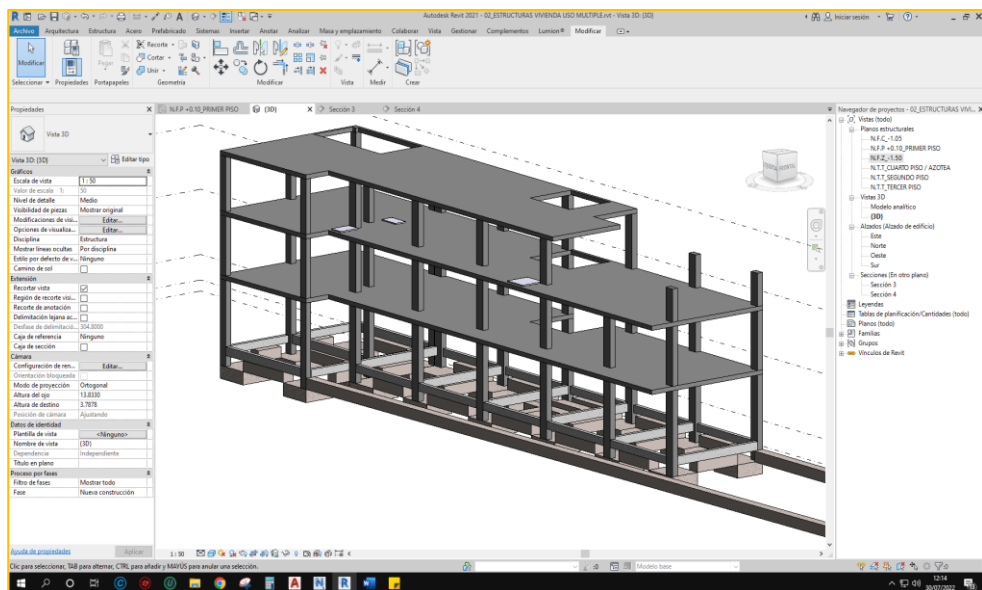 Autodesk Revit 2021 - 02_ESTRUCTURAS VIVIENDA USO MULTIPLE.rvt - Vista 3D: {3D}
Iniciar sesión
Archivo Arquitectura Estructura Acero Prefabricado Sistemas Insertar Anotar Analizar Masa y emplazamiento Colaborar Vista Gestionar Complementos Lumion® Modificar
Modificar
Pegar
Recorte
Cortar
Unir
Seleccionar Propiedades Portapapeles Geometría Modificar Vista Medir Crear
Propiedades
N.F.P +0.10_PRIMER PISO {3D} Sección 3 Sección 4
Vista 3D
Vista 3D: {3D} Editar tipo
Gráficos
Escala de vista 1 : 50
Valor de escala 1: 50
Nivel de detalle Medio
Visibilidad de piezas Mostrar original
Modificaciones de visi... Editar...
Opciones de visualiza... Editar...
Disciplina Estructura
Mostrar líneas ocultas Por disciplina
Estilo por defecto de v... Ninguno
Camino de sol
Extensión
Recortar vista
Región de recorte visi...
Recorte de anotación
Delimitación lejana ac...
Desfase de delimitació... 304.8000
Caja de referencia Ninguno
Caja de sección
Cámara
Configuración de ren... Editar...
Orientación bloqueada
Modo de proyección Ortogonal
Altura del ojo 13.8330
Altura de destino 3.7878
Posición de cámara Ajustando
Datos de identidad
Plantilla de vista <Ninguno>
Nombre de vista {3D}
Dependencia Independiente
Título en plano
Proceso por fases
Filtro de fases Mostrar todo
Fase Nueva construcción
Ayuda de propiedades Aplicar
Navegador de proyectos - 02_ESTRUCTURAS VIVI...
Vistas (todo)
Planos estructurales
N.F.C_-1.05
N.F.P +0.10_PRIMER PISO
N.F.Z_-1.50
N.T.T_CUARTO PISO / AZOTEA
N.T.T_SEGUNDO PISO
N.T.T_TERCER PISO
Vistas 3D
Modelo analítico
{3D}
Alzados (Alzado de edificio)
Este
Norte
Oeste
Sur
Secciones (En otro plano)
Sección 3
Sección 4
Leyendas
Tablas de planificación/Cantidades (todo)
Planos (todo)
Familias
Grupos
Vínculos de Revit
1 : 50
Clic para seleccionar, TAB para alternar, CTRL para añadir y MAYÚS para anular una selección.
:0
Modelo base
:0
12:14
30/07/2022